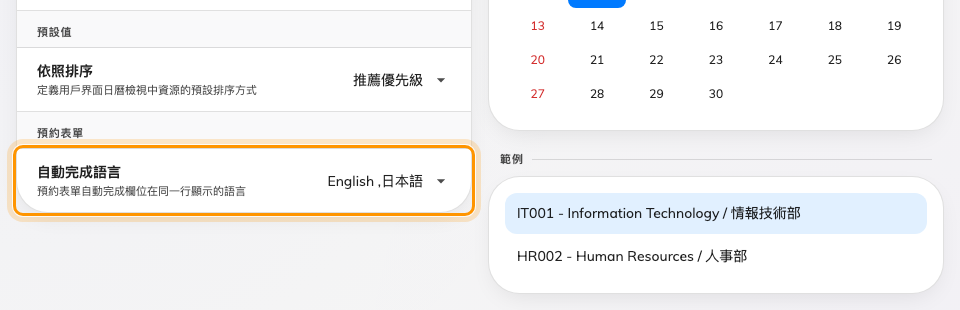 預設值
依照排序
定義用戶界面日曆檢視中資源的預設排序方式
推薦優先級
預約表單
自動完成語言
預約表單自動完成欄位在同一行顯示的語言
English ,日本語
13 14 15 16 17 18 19
20 21 22 23 24 25 26
27 28 29 30
範例
IT001 - Information Technology / 情報技術部
HR002 - Human Resources / 人事部